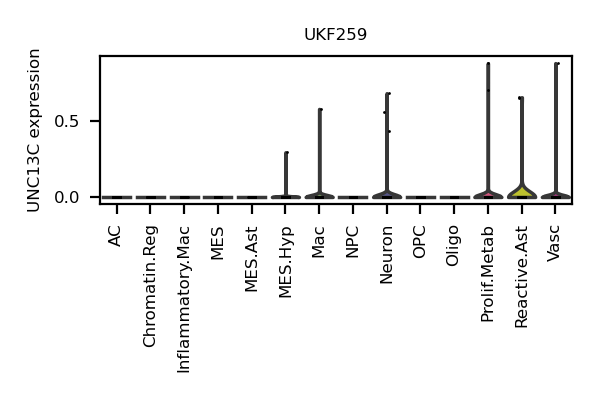 UKF259
UNC13C expression
0.5
0.0
AC
Chromatin.Reg
Inflammatory.Mac
MES
MES.Ast
MES.Hyp
Mac
NPC
Neuron
OPC
Oligo
Prolif.Metab
Reactive.Ast
Vasc